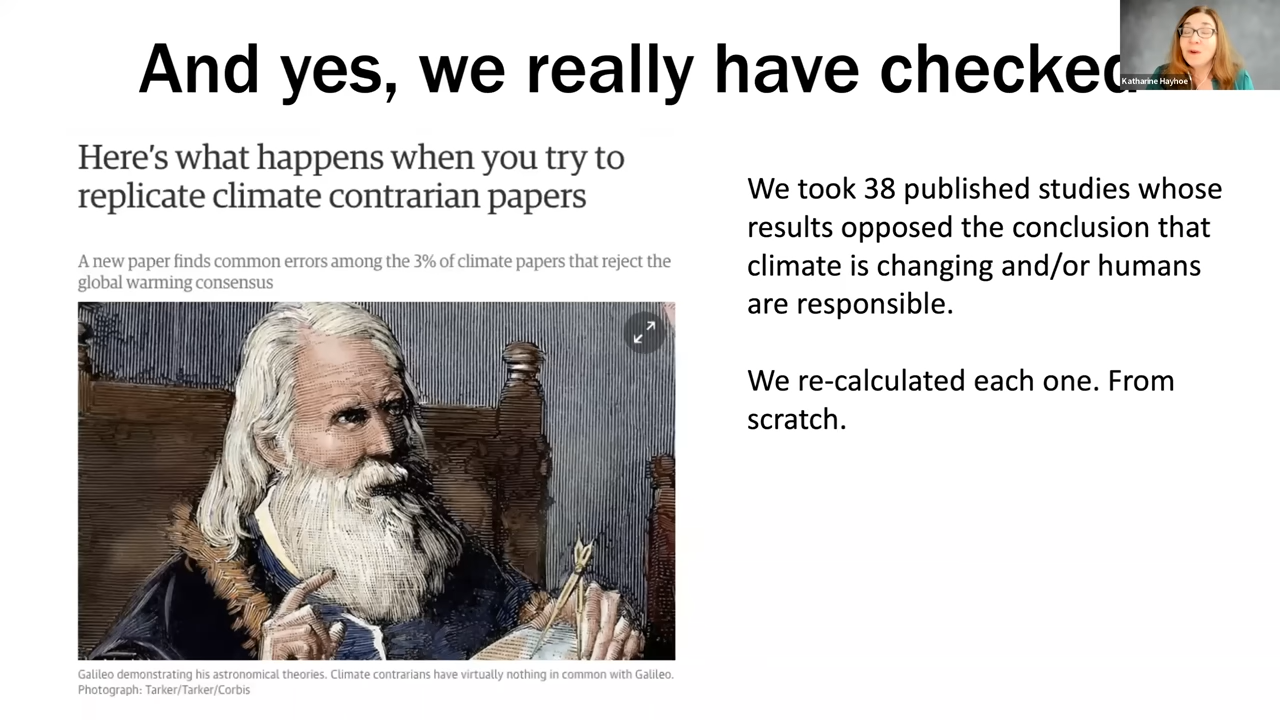 And yes, we really have checked
Katharine Hayhoe
Here's what happens when you try to
replicate climate contrarian papers
A new paper finds common errors among the 3% of climate papers that reject the
global warming consensus
Galileo demonstrating his astronomical theories. Climate contrarians have virtually nothing in common with Galileo.
Photograph: Tarker/Tarker/Corbis
We took 38 published studies whose
results opposed the conclusion that
climate is changing and/or humans
are responsible.
We re-calculated each one. From
scratch.